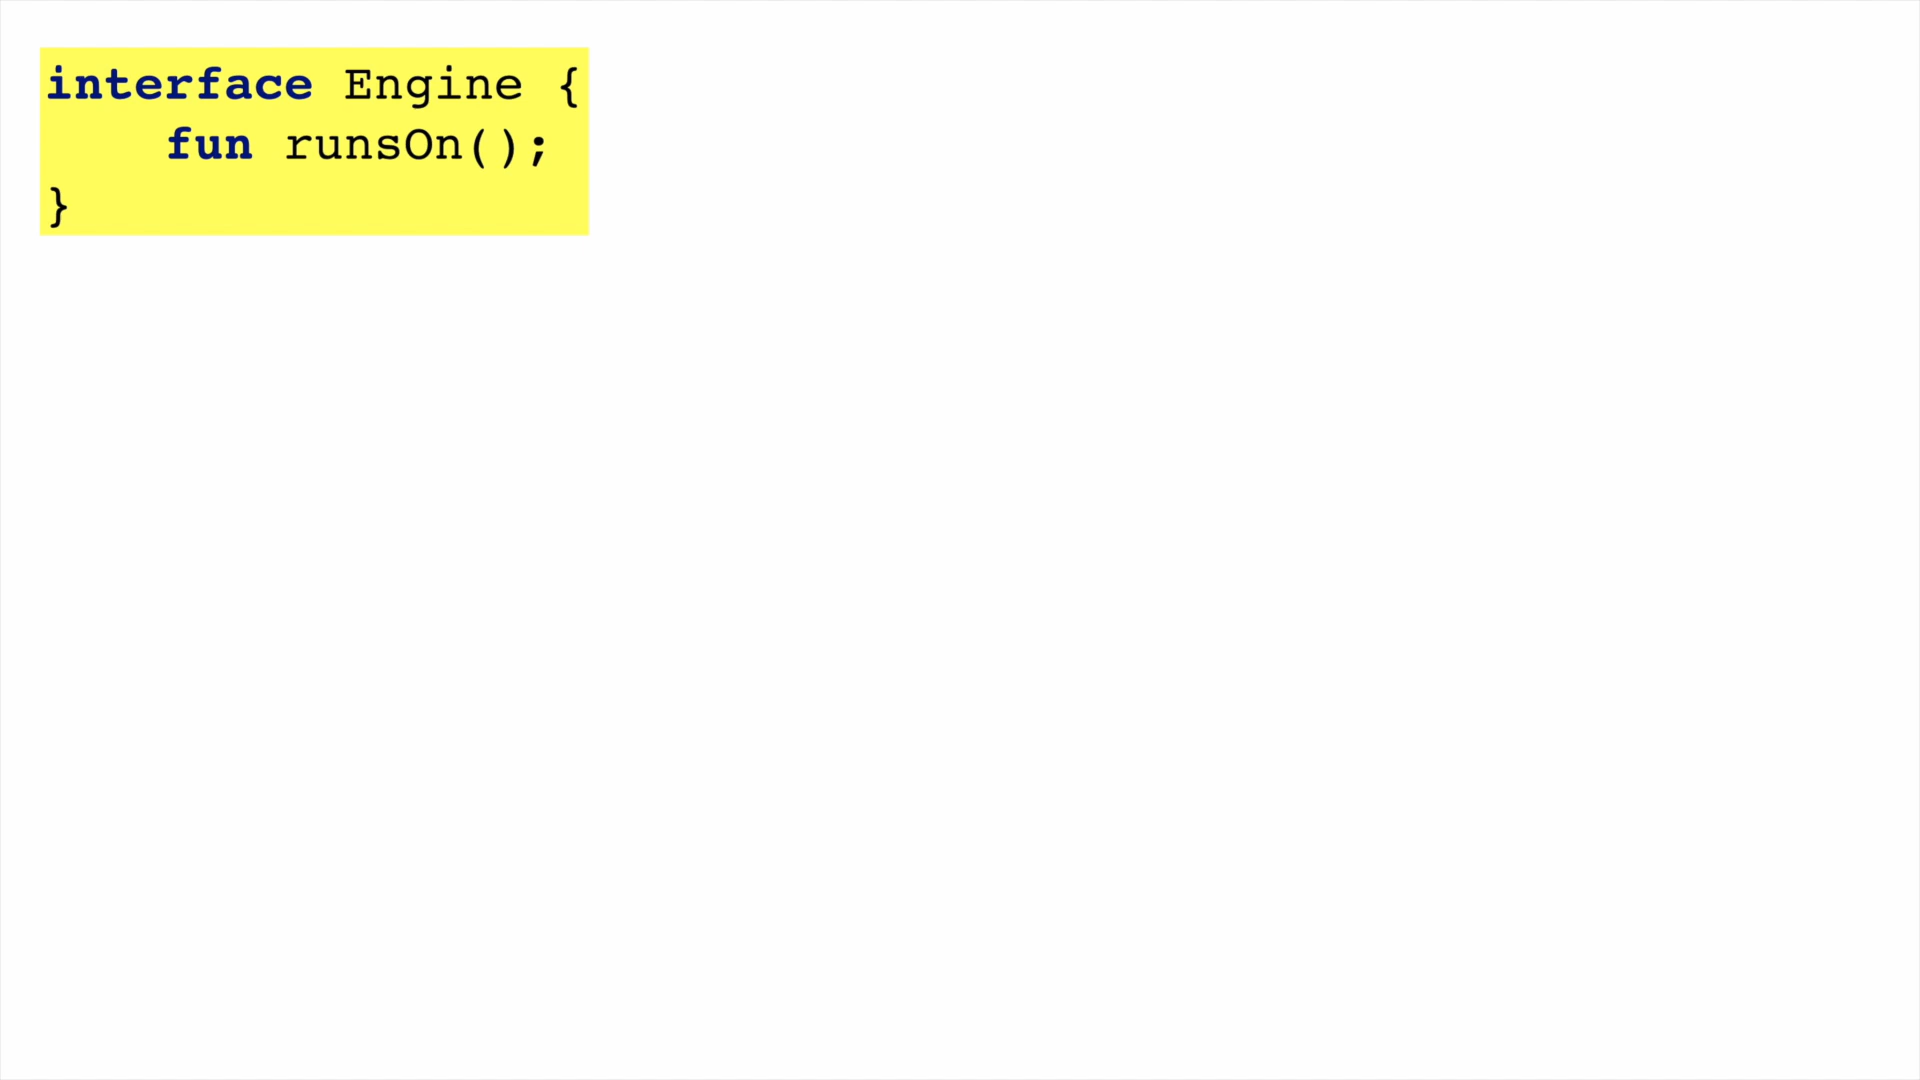 interface Engine {
    fun runsOn();
}